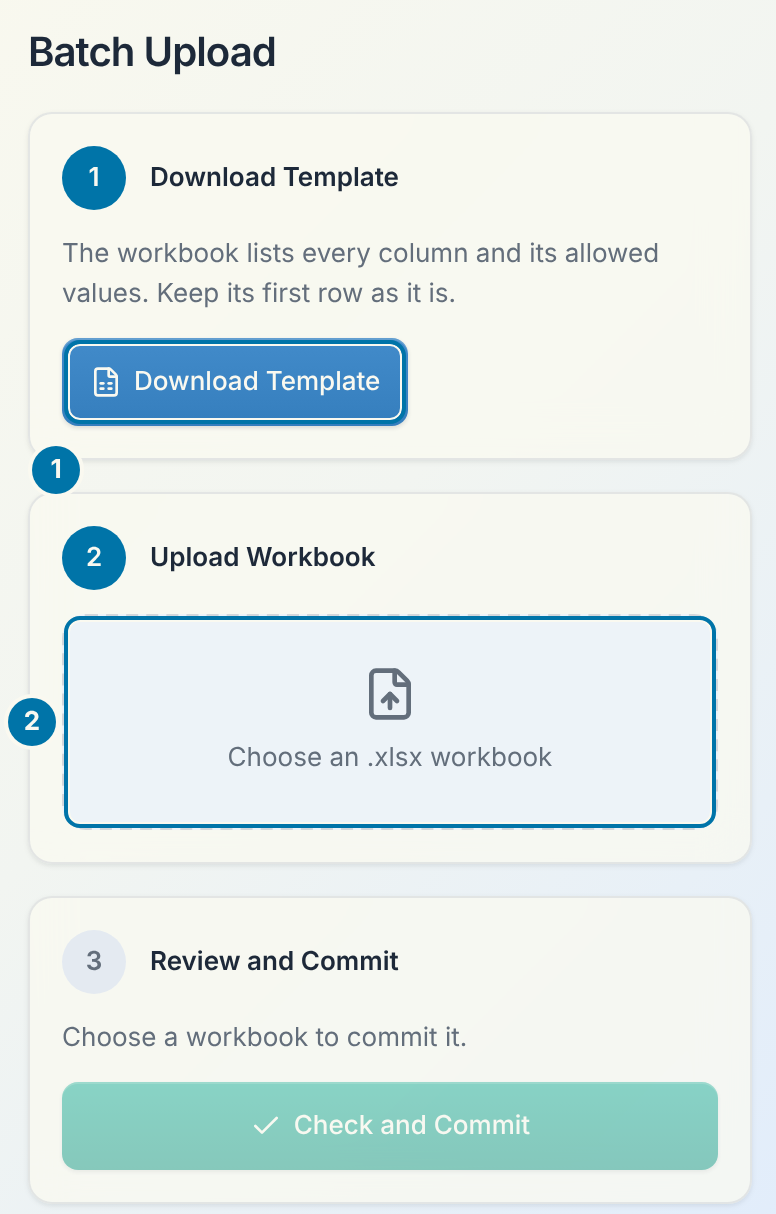 Batch Upload
1
Download Template
The workbook lists every column and its allowed
values. Keep its first row as it is.
Download Template
1
2
Upload Workbook
2
Choose an .xlsx workbook
3
Review and Commit
Choose a workbook to commit it.
Check and Commit